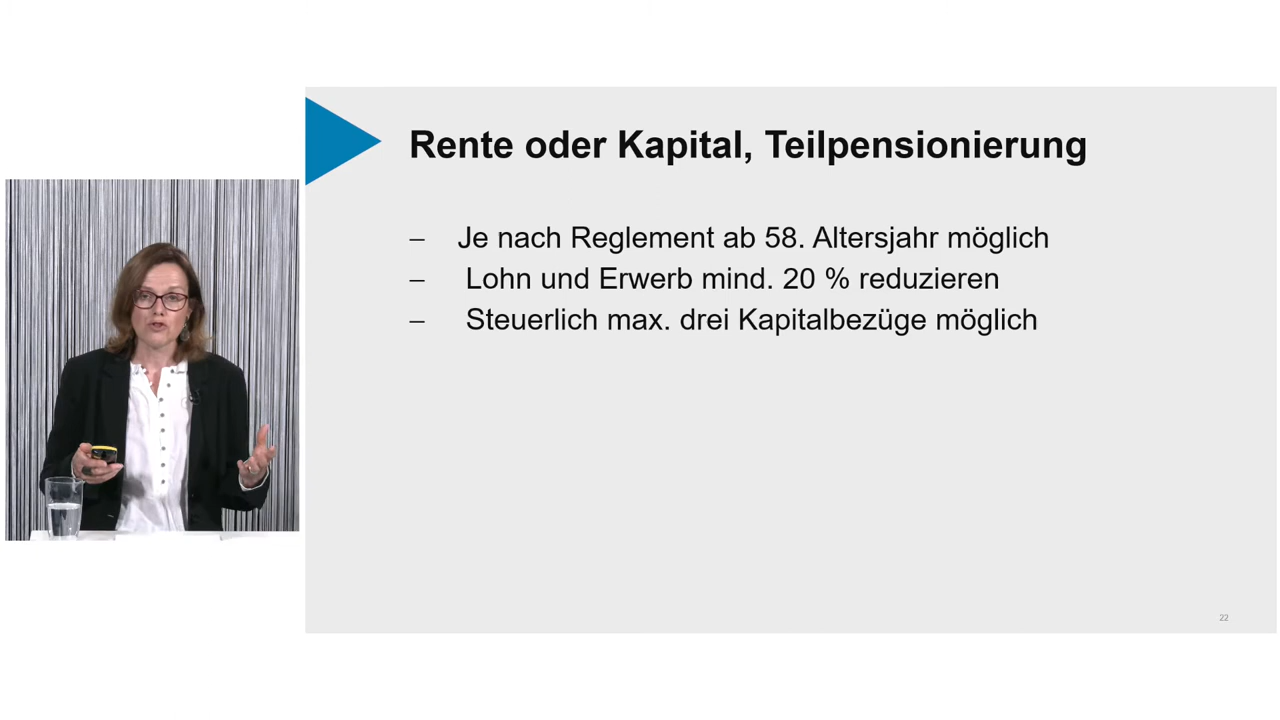 Rente oder Kapital, Teilpensionierung
– Je nach Reglement ab 58. Altersjahr möglich
– Lohn und Erwerb mind. 20 % reduzieren
– Steuerlich max. drei Kapitalbezüge möglich
22